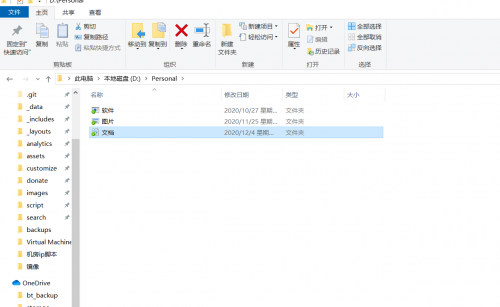 D:\Personal
文件 主页 共享 查看
固定到"快速访问" 复制 粘贴 剪切 复制路径 粘贴快捷方式 移动到 复制到 删除 重命名 新建文件夹 新建项目 轻松访问 属性 打开 编辑 历史记录 全部选择 全部取消 反向选择
剪贴板 组织 新建 打开 选择
此电脑 > 本地磁盘 (D:) > Personal
名称 修改日期 类型 大小
.git
_data
_includes
_layouts
analytics
assets
customize
donate
images
script
search
backups
Virtual Machine
机房ip脚本
镜像
OneDrive
bt_backup
软件 2020/10/27 星期... 文件夹
图片 2020/11/25 星期... 文件夹
文档 2020/12/4 星期... 文件夹